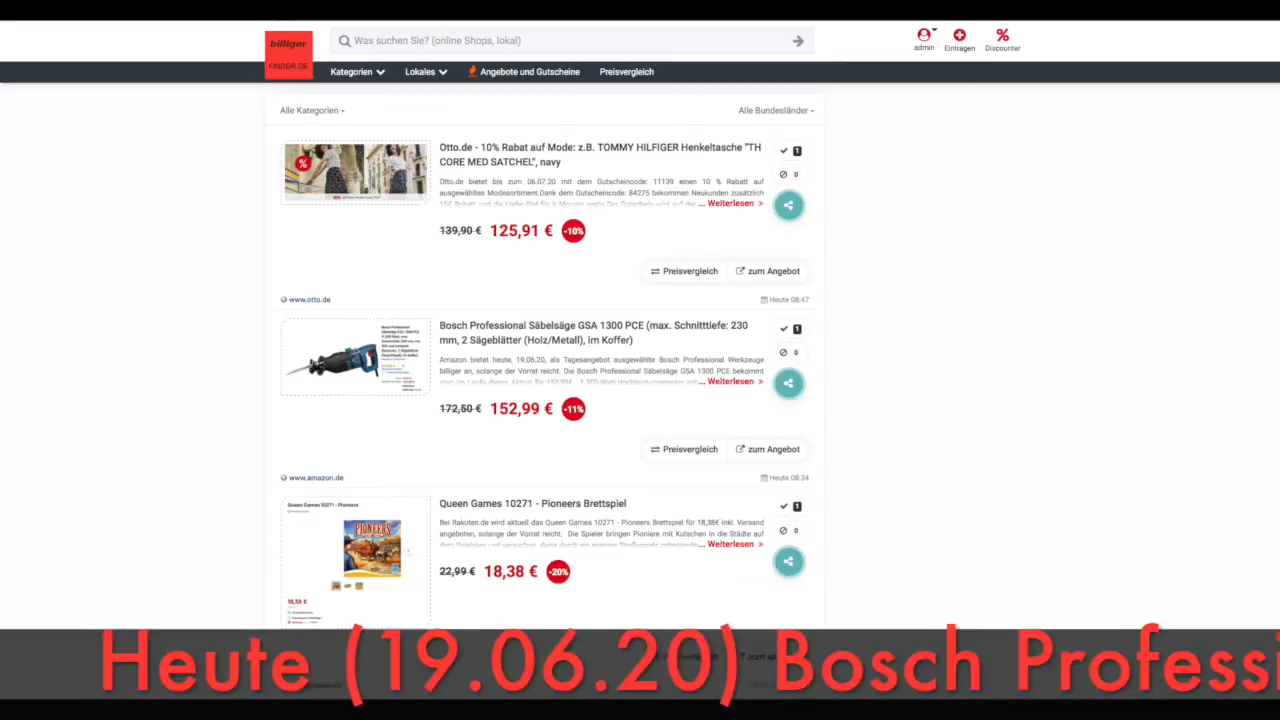 billiger
FINDER.DE
Was suchen Sie? (online Shops, lokal)
admin
Eintragen
Discounter
Kategorien
Lokales
Angebote und Gutscheine
Preisvergleich
Alle Kategorien
Alle Bundesländer
Otto.de - 10% Rabat auf Mode: z.B. TOMMY HILFIGER Henkeltasche "TH
CORE MED SATCHEL", navy
1
Otto.de bietet bis zum 06.07.20 mit dem Gutscheincode: 11139 einen 10 % Rabatt auf
ausgewähltes Modesortiment.Dank dem Gutscheincode: 84275 bekommen Neukunden zusätzlich
0
... Weiterlesen »
139,90 € 125,91 € -10%
Preisvergleich
zum Angebot
www.otto.de
Heute 08:47
Bosch Professional Säbelsäge GSA 1300 PCE (max. Schnitttiefe: 230
mm, 2 Sägeblätter (Holz/Metall), im Koffer)
1
Amazon bietet heute, 19.06.20, als Tagesangebot ausgewählte Bosch Professional Werkzeuge
billiger an, solange der Vorrat reicht. Die Bosch Professional Säbelsäge GSA 1300 PCE bekommt
0
... Weiterlesen »
172,50 € 152,99 € -11%
Preisvergleich
zum Angebot
www.amazon.de
Heute 08:34
Queen Games 10271 - Pioneers
PIONEERS
18,38 €
Queen Games 10271 - Pioneers Brettspiel
1
Bei Rakuten.de wird aktuell das Queen Games 10271 - Pioneers Brettspiel für 18,38€ inkl. Versand
angeboten, solange der Vorrat reicht. Die Spieler bringen Pioniere mit Kutschen in die Städte auf
0
... Weiterlesen »
22,99 € 18,38 € -20%
Heute (19.06.20) Bosch Professi